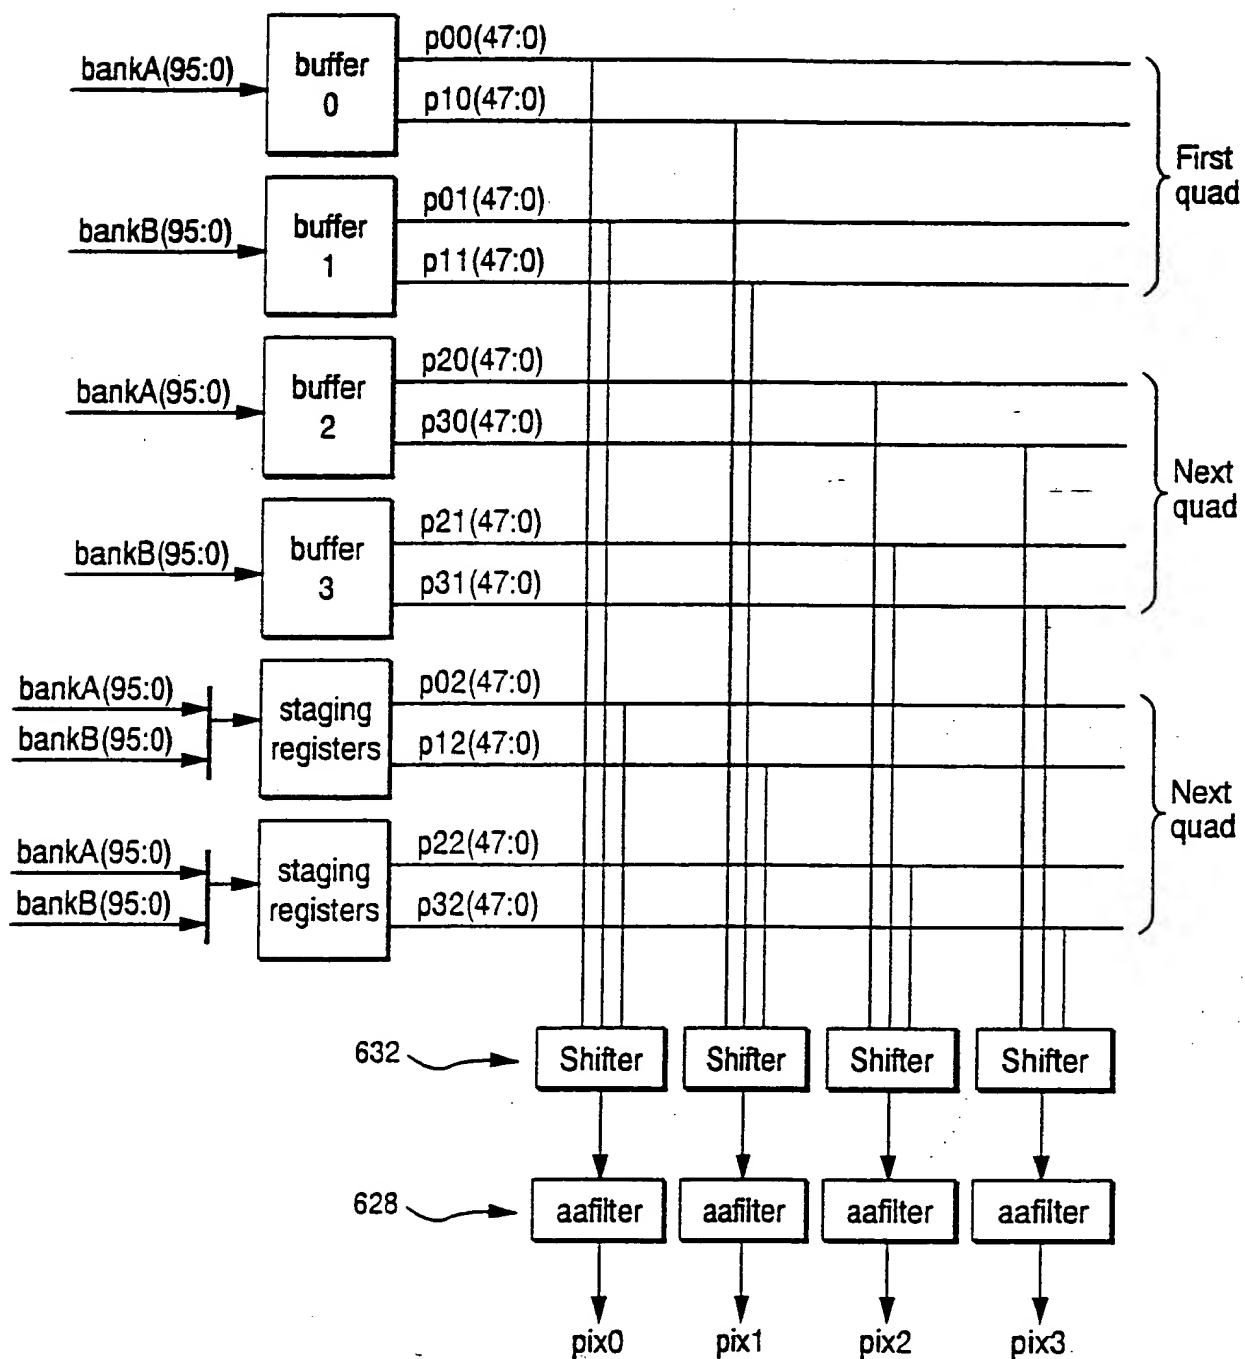 bankA(95:0)
buffer
0
p00(47:0)
p10(47:0)
bankB(95:0)
buffer
1
p01(47:0)
p11(47:0)
First
quad
bankA(95:0)
buffer
2
p20(47:0)
p30(47:0)
bankB(95:0)
buffer
3
p21(47:0)
p31(47:0)
Next
quad
bankA(95:0)
bankB(95:0)
staging
registers
p02(47:0)
p12(47:0)
bankA(95:0)
bankB(95:0)
staging
registers
p22(47:0)
p32(47:0)
Next
quad
632
Shifter
Shifter
Shifter
Shifter
628
aafilter
aafilter
aafilter
aafilter
pix0
pix1
pix2
pix3